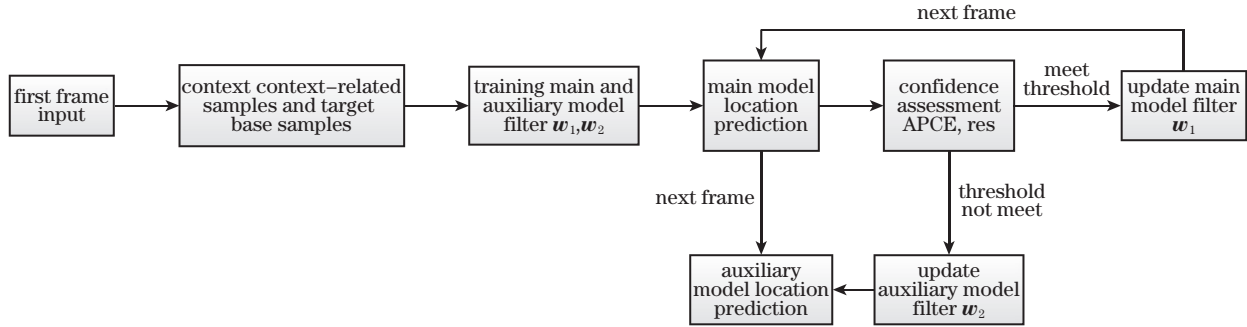 next frame
first frame
input
context context-related
samples and target
base samples
training main and
auxiliary model
filter w1,w2
main model
location
prediction
confidence
assessment
APCE, res
meet
threshold
update main
model filter
w1
next frame
threshold
not meet
auxiliary
model location
prediction
update
auxiliary model
filter w2